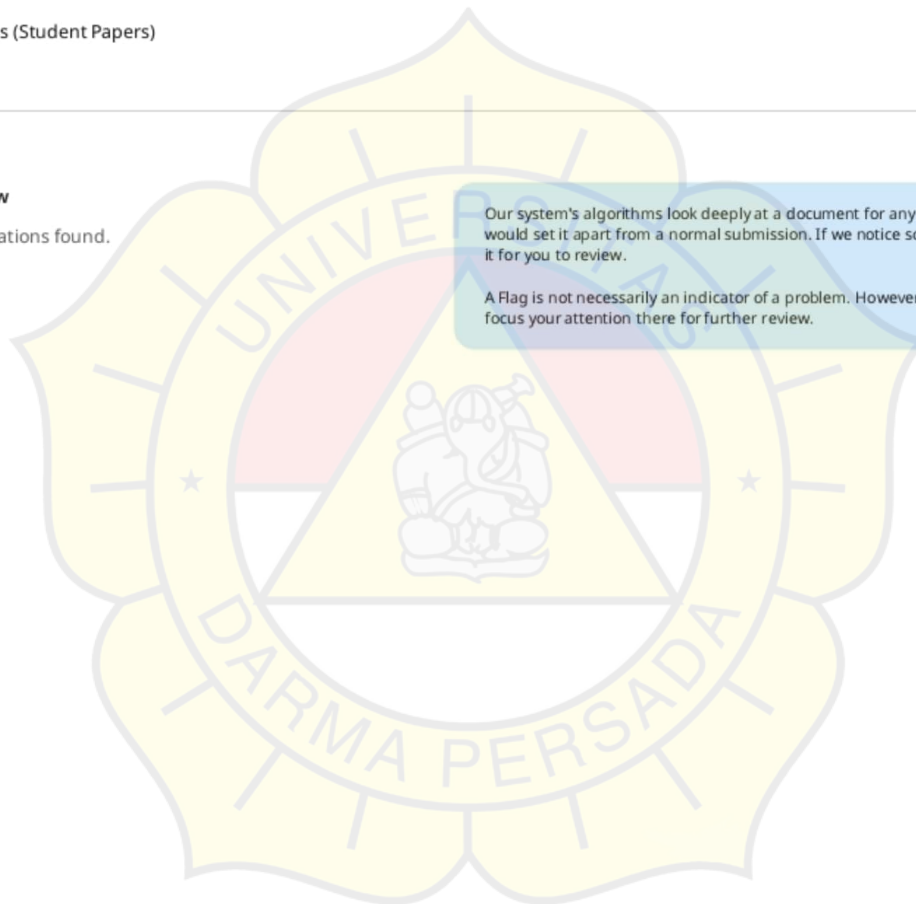 s (Student Papers)
w
ations found.
Our system's algorithms look deeply at a document for any
would set it apart from a normal submission. If we notice so
it for you to review.
A Flag is not necessarily an indicator of a problem. However
focus your attention there for further review.
UNIVERSITAS
DARMA PERSADA